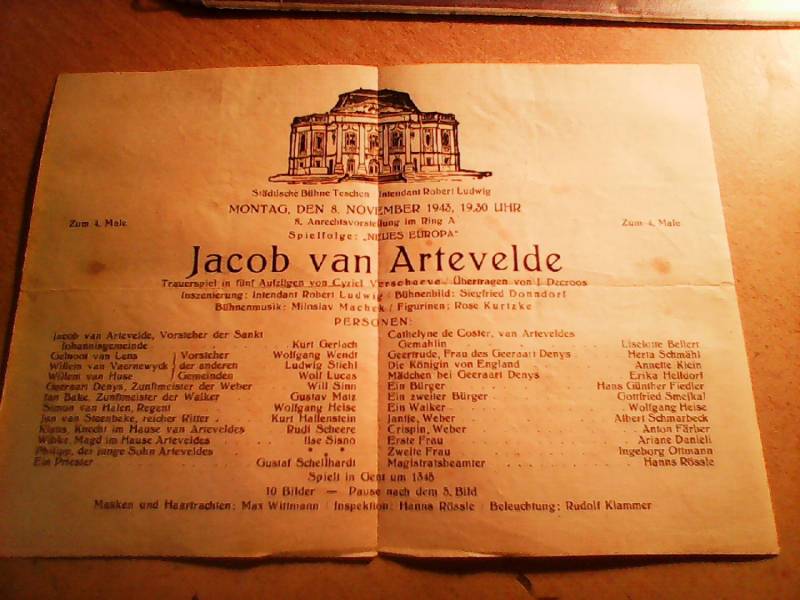 Städtische Bühne Teschen Intendant Robert Ludwig
MONTAG, DEN 8. NOVEMBER 1943, 19.30 UHR
Zum 4. Male 8. Anrechtsvorstellung im Ring A Zum 4. Male
Spielfolge: „NEUES EUROPA"
Jacob van Artevelde
Trauerspiel in fünf Aufzügen von Cyriel Verschaeve / Übertragen von J. Decroos
Inszenierung: Intendant Robert Ludwig / Bühnenbild: Siegfried Donndorf
Bühnenmusik: Miloslav Machek / Figurinen: Rose Kurtzke
PERSONEN:
Jacob van Artevelde, Vorsteher der Sankt
Johannisgemeinde Kurt Gerlach
van Lens Vorsteher Wolfgang Wendt
Willem van Vaernewyck der anderen Ludwig Stiehl
Willem van Huse Gemeinden Wolf Lucas
Geeraart Denys, Zunftmeister der Weber Will Sinn
Jan Bake, Zunftmeister der Walker Gustav Matz
Simon van Halen, Regent Wolfgang Heise
Jan van Steenbeke, reicher Ritter Kurt Hallenstein
Klaas, Knecht im Hause van Arteveldes Rudi Scheere
Wibke, Magd im Hause Arteveldes Ilse Sisno
Philipp, der junge Sohn Arteveldes * * *
Ein Priester Gustaf Schellhardt
Cathelyne de Coster, van Arteveldes
Gemahlin Liselotte Bellert
Geertrude, Frau des Geeraart Denys Herta Schmähl
Die Königin von England Annette Klein
Mädchen bei Geeraart Denys Erika Helldorf
Ein Bürger Hans Günther Fiedler
Ein zweiter Bürger Gottfried Smejkal
Ein Walker Wolfgang Heise
Jantje, Weber Albert Schmarbeck
Crispin, Weber Anton Färber
Erste Frau Ariane Danieli
Zweite Frau Ingeborg Ottmann
Magistratsbeamter Hanns Rössle
Spielt in Gent um 1345
10 Bilder — Pause nach dem 5. Bild
Masken und Haartrachten: Max Wittmann / Inspektion: Hanns Rössle / Beleuchtung: Rudolf Klammer